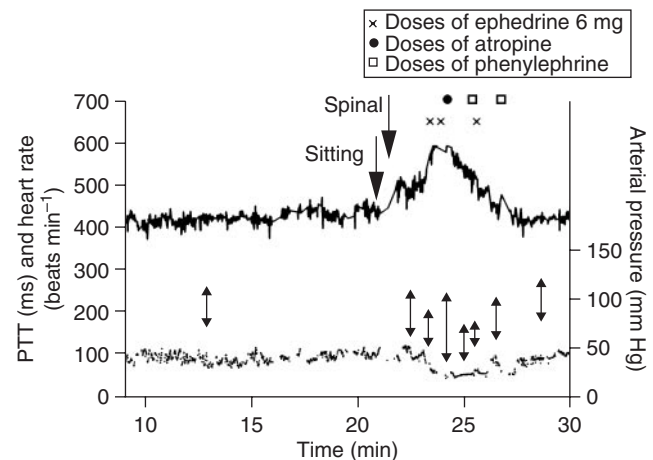 × Doses of ephedrine 6 mg
● Doses of atropine
□ Doses of phenylephrine
700
600
500
400
300
200
100
0
Spinal
Sitting
150
100
50
0
PTT (ms) and heart rate
(beats min⁻¹)
Arterial pressure (mm Hg)
10
15
20
25
30
Time (min)